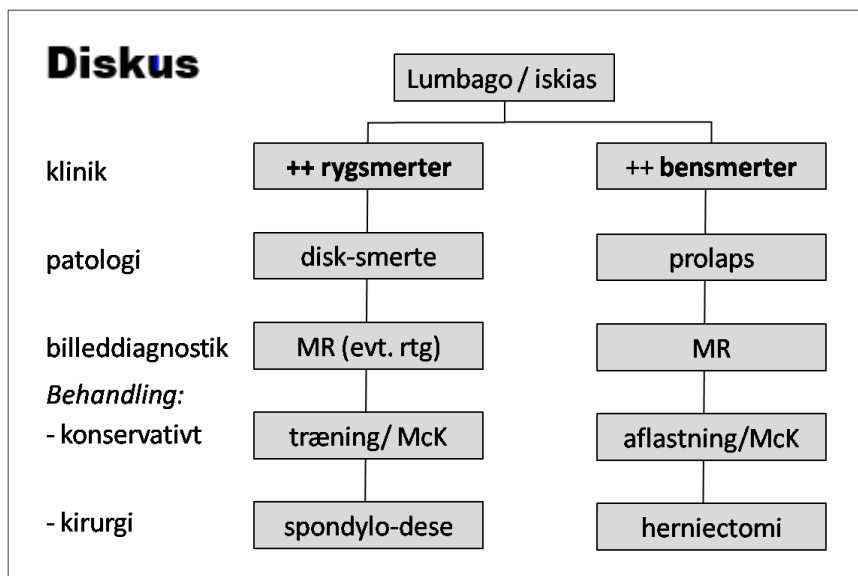 Diskus
Lumbago / iskias
klinik
++ rygsmerter
++ bensmerter
patologi
disk-smerte
prolaps
billeddiagnostik
MR (evt. rtg)
MR
Behandling:
- konservativt
træning/ McK
aflastning/McK
- kirurgi
spondylo-dese
herniectomi